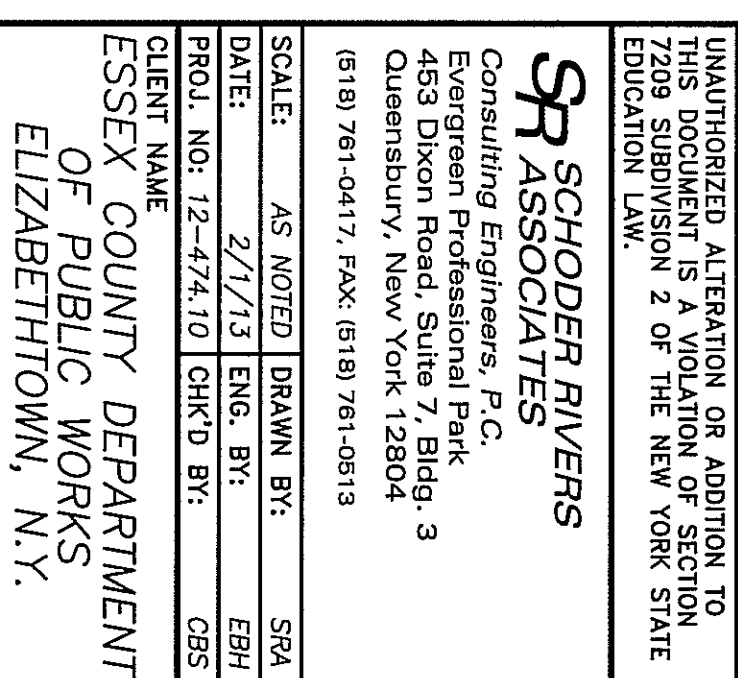 UNAUTHORIZED ALTERATION OR ADDITION TO
THIS DOCUMENT IS A VIOLATION OF SECTION
7209 SUBDIVISION 2 OF THE NEW YORK STATE
EDUCATION LAW.
SR SCHODER RIVERS
ASSOCIATES
Consulting Engineers, P.C.
Evergreen Professional Park
453 Dixon Road, Suite 7, Bldg. 3
Queensbury, New York 12804
(518) 761-0417, FAX: (518) 761-0513
SCALE: AS NOTED DRAWN BY: SRA
DATE: 2/1/13 ENG. BY: EBH
PROJ. NO: 12-474.10 CHK'D BY: CBS
CLIENT NAME
ESSEX COUNTY DEPARTMENT
OF PUBLIC WORKS
ELIZABETHTOWN, N.Y.